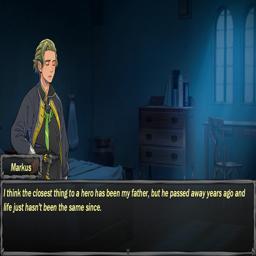 Markus
I think the closest thing to a hero has been my father, but he passed away years ago and
life just hasn't been the same since.